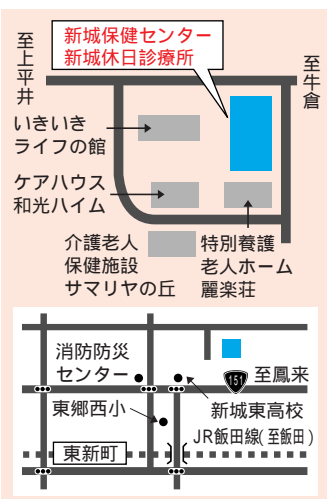 新城保健センター
新城休日診療所
至上平井
至牛倉
いきいき
ライフの館
ケアハウス
和光ハイム
介護老人
保健施設
サマリヤの丘
特別養護
老人ホーム
麗楽荘
消防防災
センター
151
至鳳来
東郷西小
新城東高校
JR飯田線(至飯田)
東新町